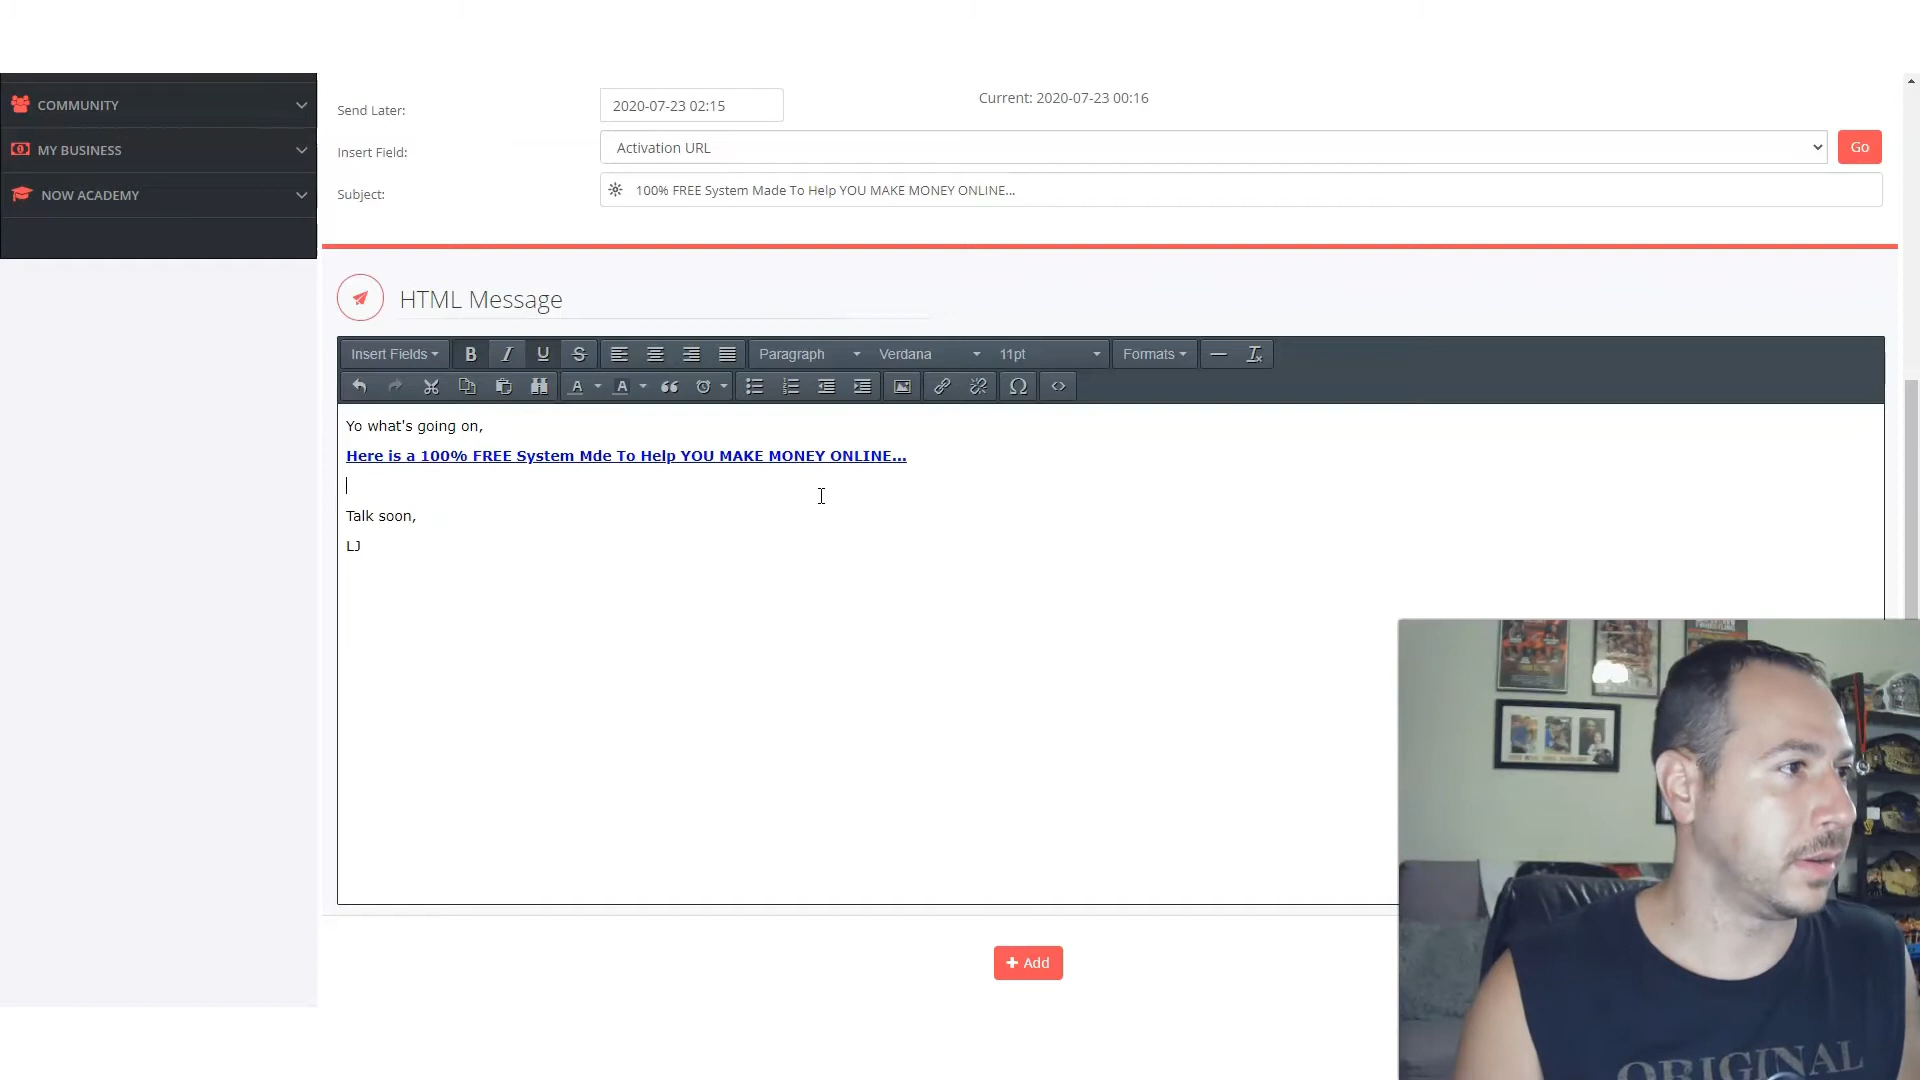 COMMUNITY
MY BUSINESS
NOW ACADEMY
Send Later:
2020-07-23 02:15
Current: 2020-07-23 00:16
Insert Field:
Activation URL
Go
Subject:
100% FREE System Made To Help YOU MAKE MONEY ONLINE...
HTML Message
Insert Fields
B I U S
Paragraph
Verdana
11pt
Formats
Yo what's going on,
Here is a 100% FREE System Mde To Help YOU MAKE MONEY ONLINE...
Talk soon,
LJ
+ Add
ORIGINAL